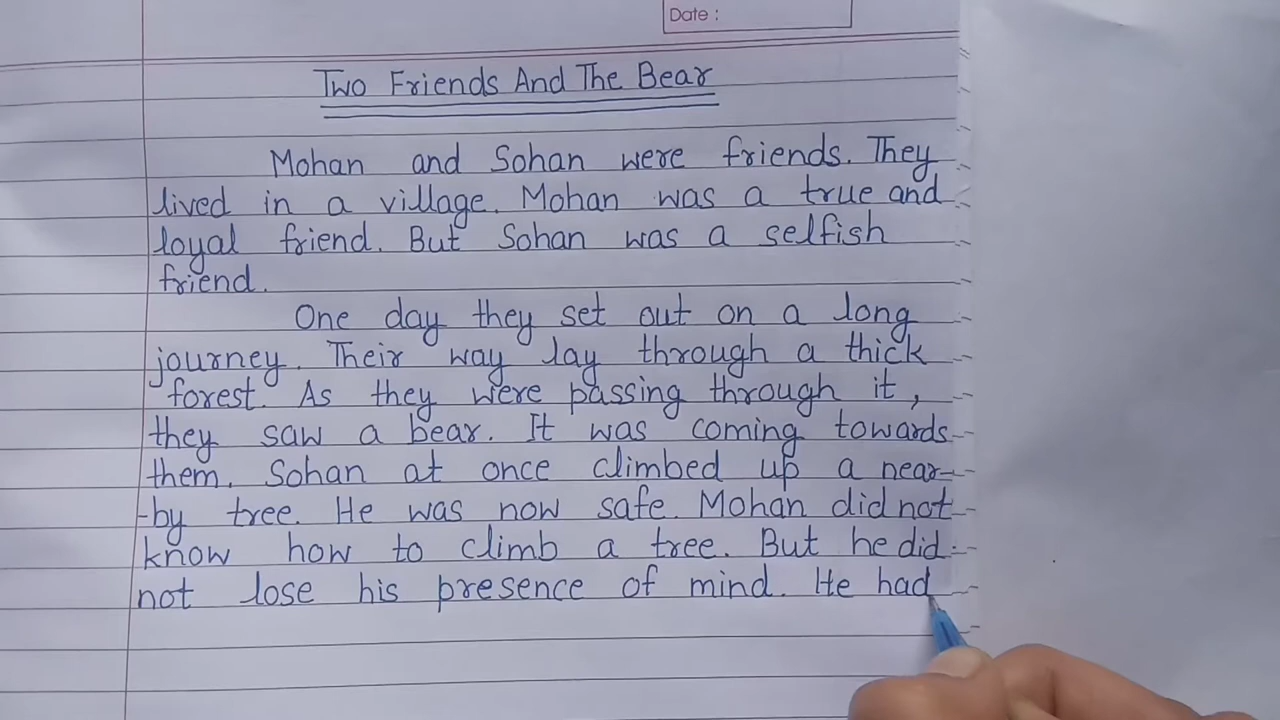 Date :
Two Friends And The Bear
Mohan and Sohan were friends. They
lived in a village. Mohan was a true and
loyal friend. But Sohan was a selfish
friend.
One day they set out on a long
journey. Their way lay through a thick
forest. As they were passing through it,
they saw a bear. It was coming towards
them. Sohan at once climbed up a near-
-by tree. He was now safe. Mohan did not
know how to climb a tree. But he did
not lose his presence of mind. He had